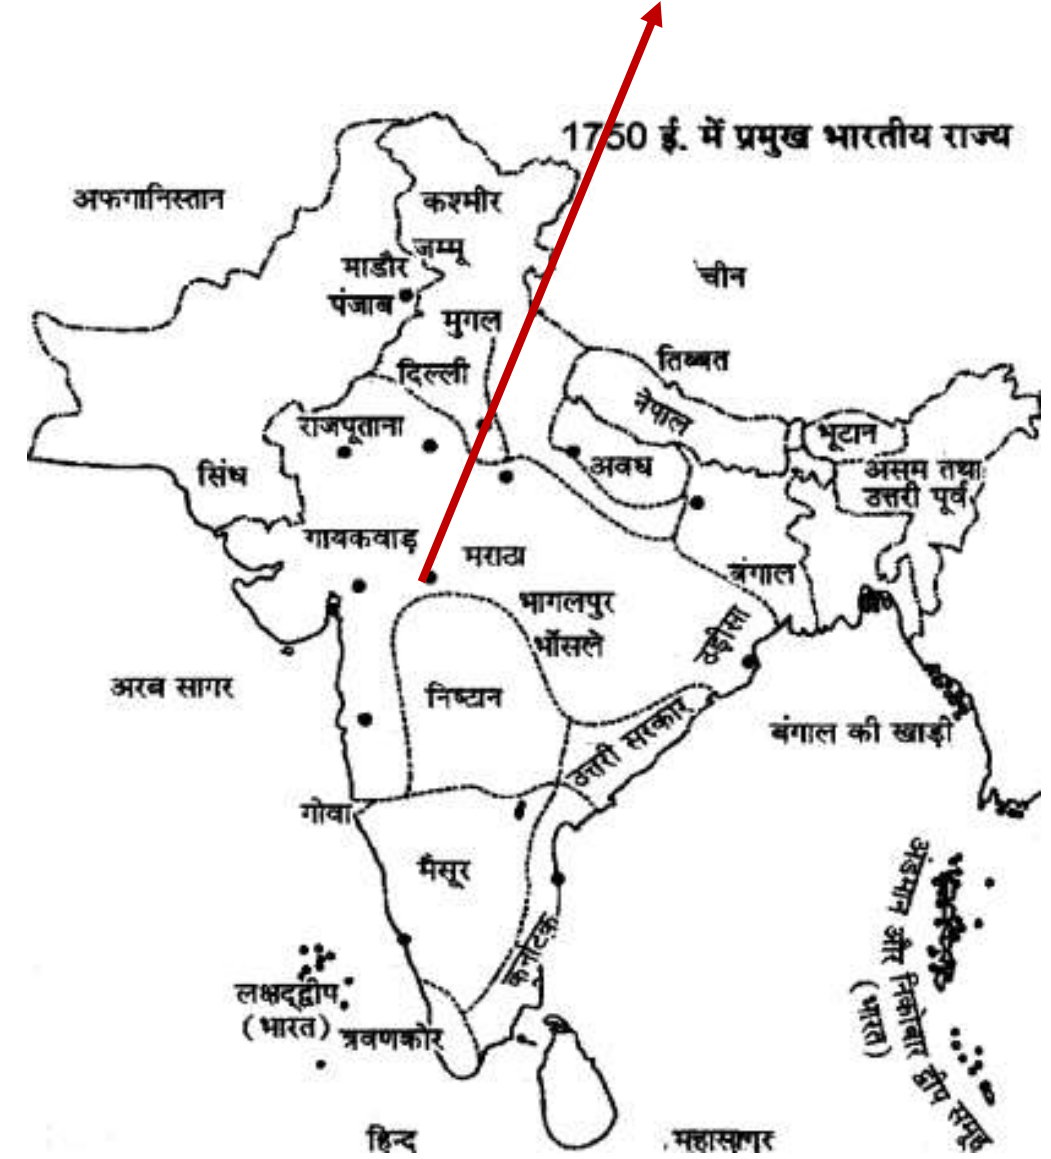 1750 ई. में प्रमुख भारतीय राज्य
अफगानिस्तान
कश्मीर
जम्मू
माडौर
पंजाब
चीन
मुगल
तिब्बत
दिल्ली
नेपाल
राजपूताना
भूटान
अवध
सिंध
असम तथा
उत्तरी पूर्व
गायकवाड़
मराठा
बंगाल
भागलपुर
भोंसले
उड़ीसा
अरब सागर
निष्टान
उत्तरी सरकार
बंगाल की खाड़ी
गोवा
मैसूर
कर्नाटक
अंडमान और निकोबार द्वीप समूह
(भारत)
लक्षद्द्वीप
(भारत)
त्रवणकोर
हिन्द महासागर